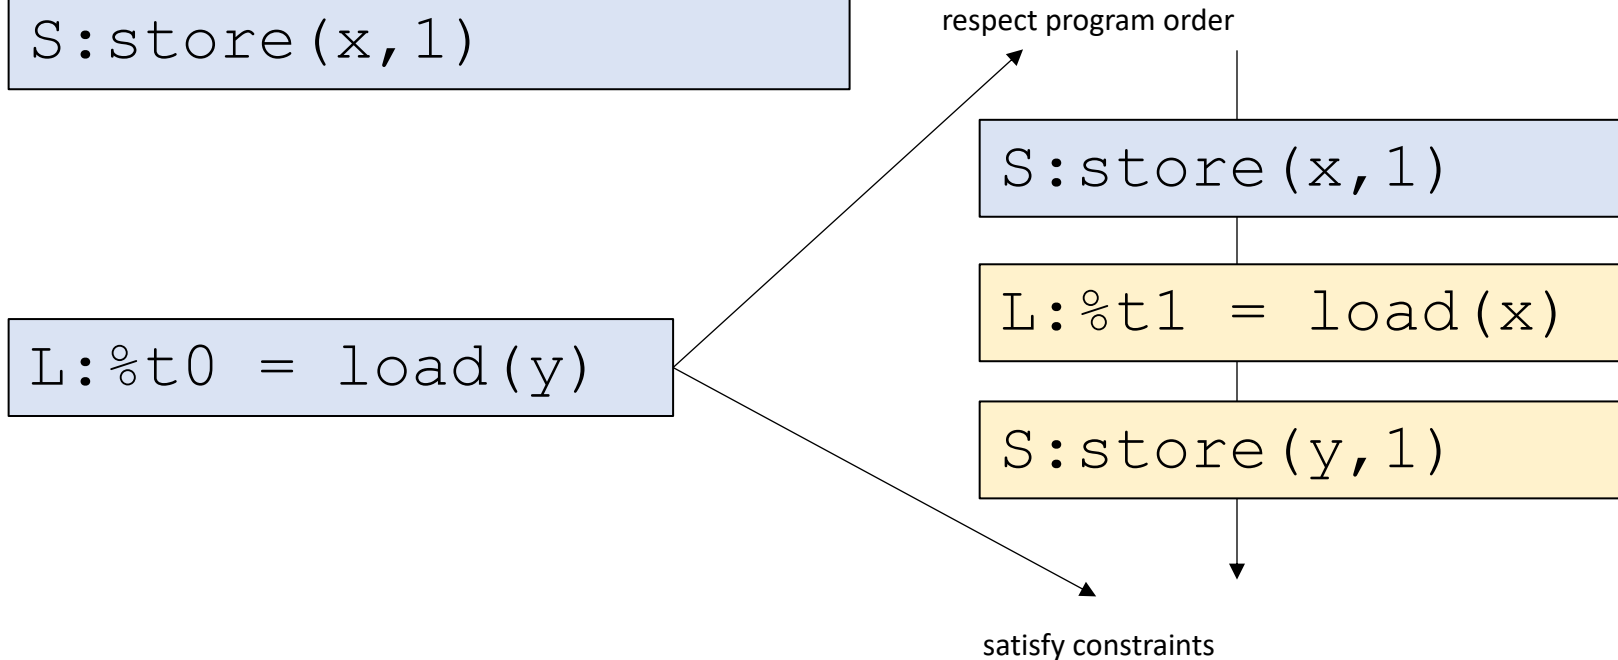 S:store(x,1)
respect program order
S:store(x,1)
L:%t1 = load(x)
L:%t0 = load(y)
S:store(y,1)
satisfy constraints